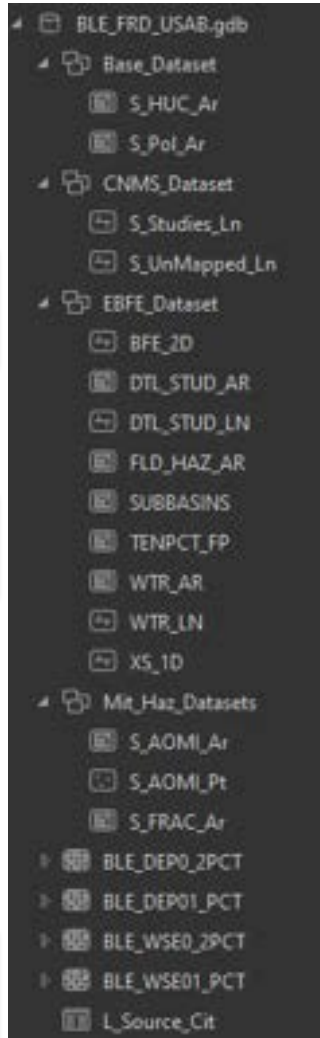 BLE_FRD_USAB.gdb
Base_Dataset
S_HUC_Ar
S_Pol_Ar
CNMS_Dataset
S_Studies_Ln
S_UnMapped_Ln
EBFE_Dataset
BFE_2D
DTL_STUD_AR
DTL_STUD_LN
FLD_HAZ_AR
SUBBASINS
TENPCT_FP
WTR_AR
WTR_LN
XS_1D
Mit_Haz_Datasets
S_AOMI_Ar
S_AOMI_Pt
S_FRAC_Ar
BLE_DEP0_2PCT
BLE_DEP01_PCT
BLE_WSE0_2PCT
BLE_WSE01_PCT
L_Source_Cit